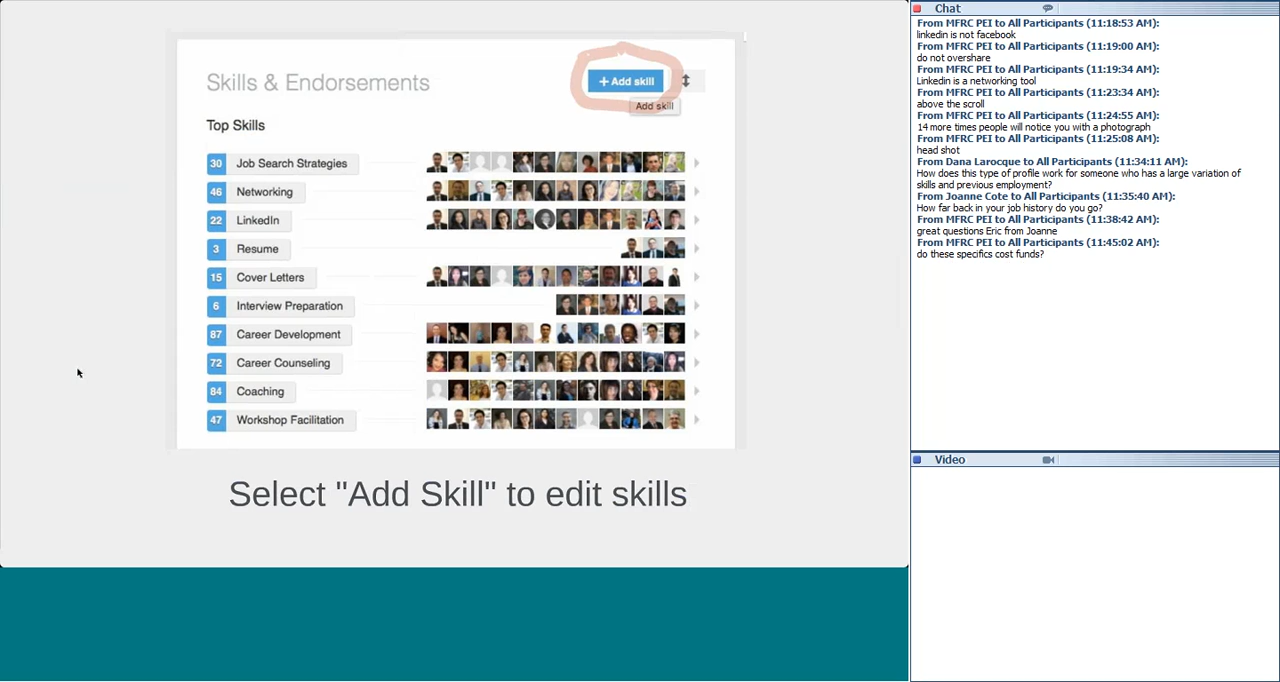 Skills & Endorsements
+ Add skill
Add skill
Top Skills
30 Job Search Strategies
46 Networking
22 LinkedIn
3 Resume
15 Cover Letters
6 Interview Preparation
87 Career Development
72 Career Counseling
84 Coaching
47 Workshop Facilitation
Select "Add Skill" to edit skills
Chat
From MFRC PEI to All Participants (11:18:53 AM):
linkedin is not facebook
From MFRC PEI to All Participants (11:19:00 AM):
do not overshare
From MFRC PEI to All Participants (11:19:34 AM):
Linkedin is a networking tool
From MFRC PEI to All Participants (11:23:34 AM):
above the scroll
From MFRC PEI to All Participants (11:24:55 AM):
14 more times people will notice you with a photograph
From MFRC PEI to All Participants (11:25:08 AM):
head shot
From Dana Larocque to All Participants (11:34:11 AM):
How does this type of profile work for someone who has a large variation of
skills and previous employment?
From Joanne Cote to All Participants (11:35:40 AM):
How far back in your job history do you go?
From MFRC PEI to All Participants (11:38:42 AM):
great questions Eric from Joanne
From MFRC PEI to All Participants (11:45:02 AM):
do these specifics cost funds?
Video